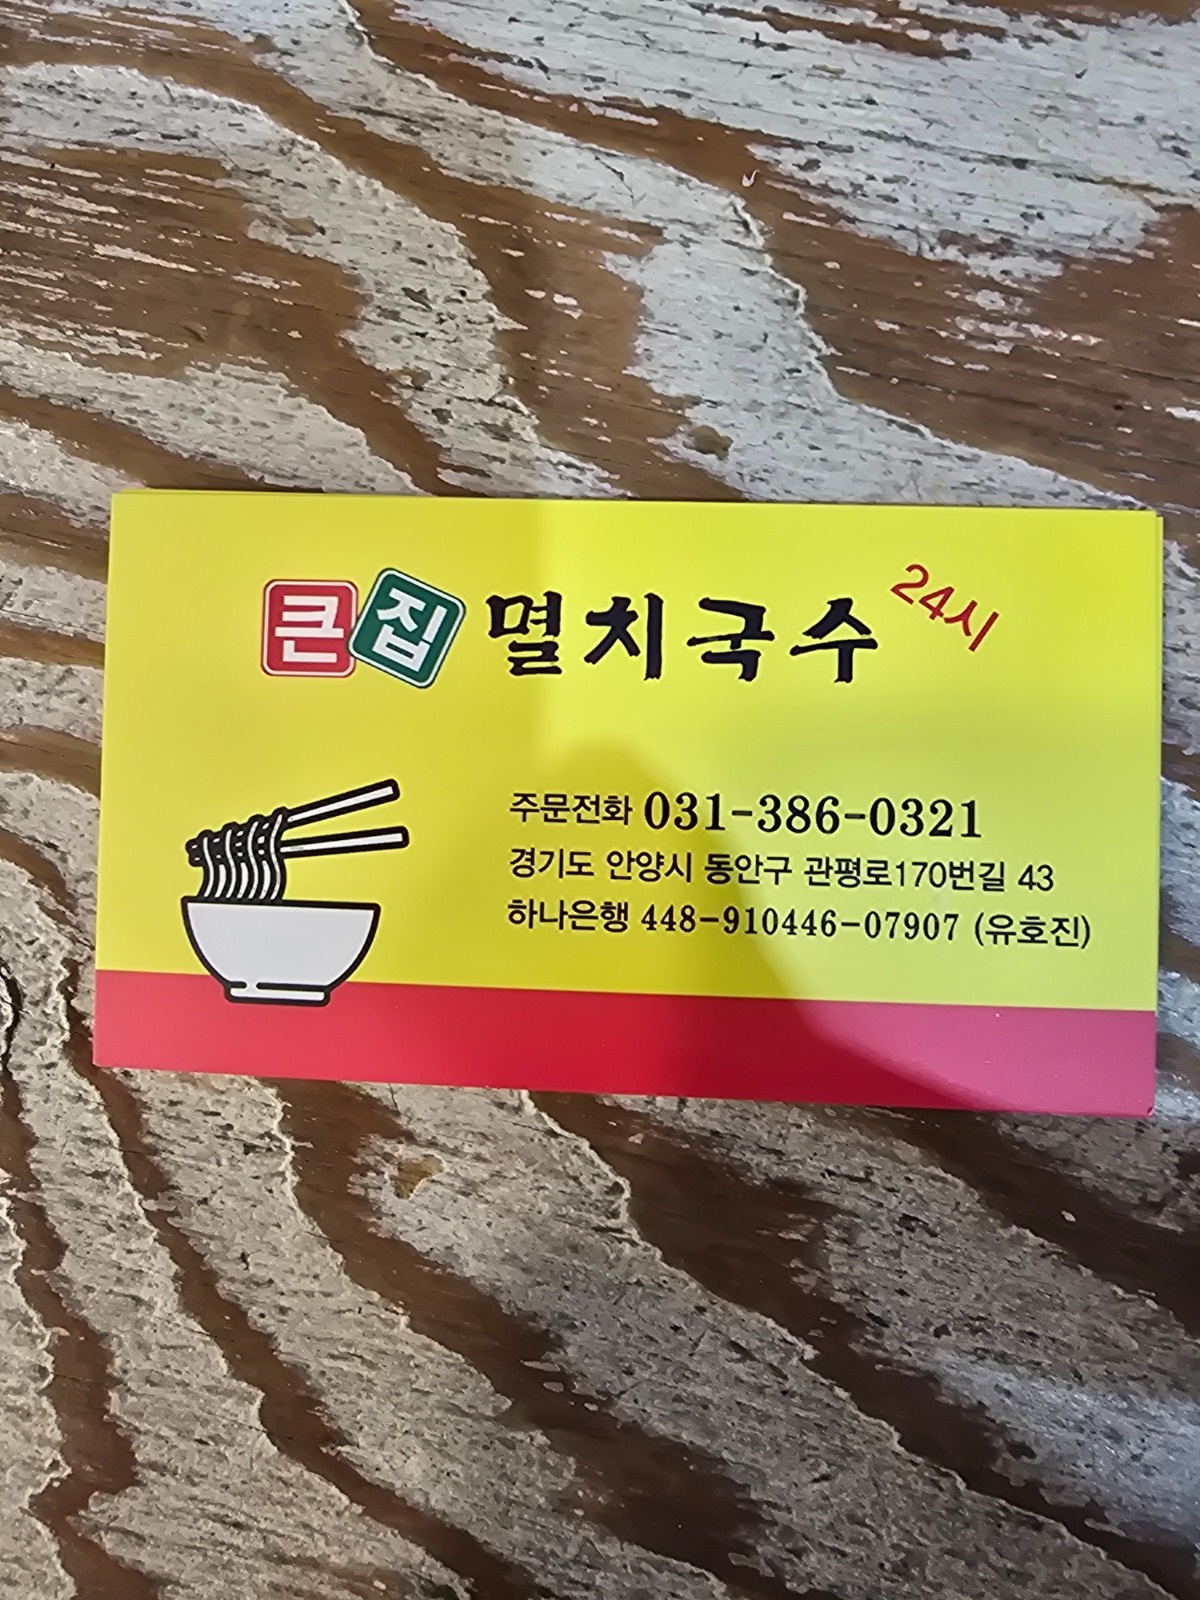 큰집 멸치국수 24시
주문전화 031-386-0321
경기도 안양시 동안구 관평로170번길 43
하나은행 448-910446-07907 (유호진)